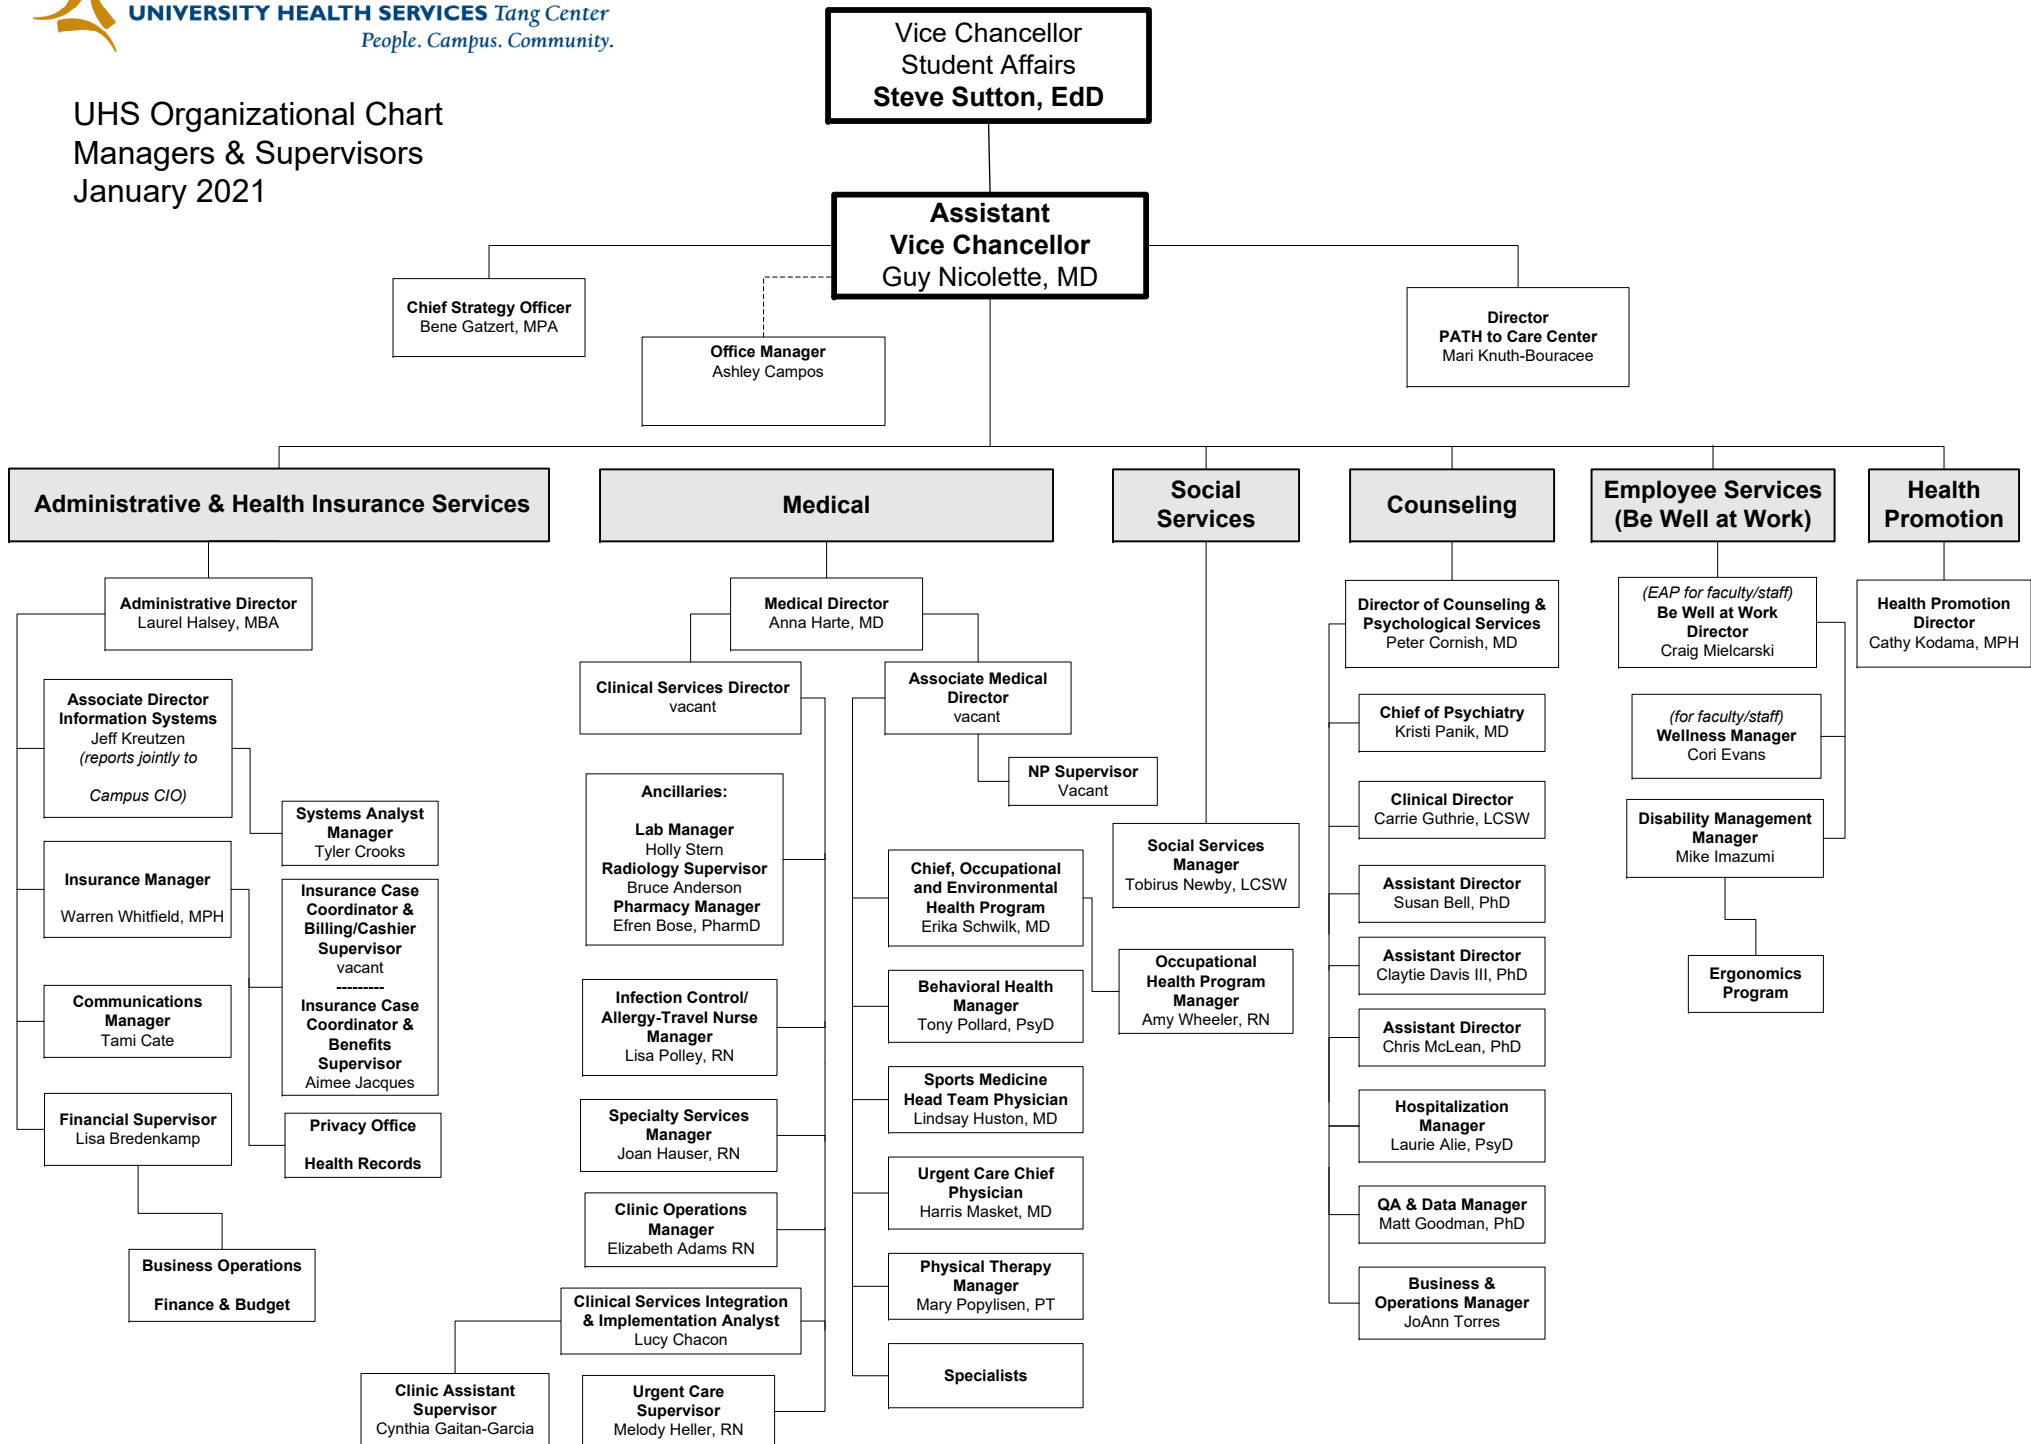 UNIVERSITY HEALTH SERVICES Tang Center
People. Campus. Community.
UHS Organizational Chart
Managers & Supervisors
January 2021
Vice Chancellor
Student Affairs
Steve Sutton, EdD
Assistant
Vice Chancellor
Guy Nicolette, MD
Chief Strategy Officer
Bene Gatzert, MPA
Office Manager
Ashley Campos
Director
PATH to Care Center
Mari Knuth-Bouracee
Administrative & Health Insurance Services
Administrative Director
Laurel Halsey, MBA
Associate Director
Information Systems
Jeff Kreutzen
(reports jointly to
Campus CIO)
Systems Analyst
Manager
Tyler Crooks
Insurance Manager
Warren Whitfield, MPH
Insurance Case
Coordinator &
Billing/Cashier
Supervisor
vacant
---------
Insurance Case
Coordinator &
Benefits
Supervisor
Aimee Jacques
Communications
Manager
Tami Cate
Financial Supervisor
Lisa Bredenkamp
Privacy Office
Health Records
Business Operations
Finance & Budget
Medical
Medical Director
Anna Harte, MD
Clinical Services Director
vacant
Ancillaries:
Lab Manager
Holly Stern
Radiology Supervisor
Bruce Anderson
Pharmacy Manager
Efren Bose, PharmD
Infection Control/
Allergy-Travel Nurse
Manager
Lisa Polley, RN
Specialty Services
Manager
Joan Hauser, RN
Clinic Operations
Manager
Elizabeth Adams RN
Clinical Services Integration
& Implementation Analyst
Lucy Chacon
Clinic Assistant
Supervisor
Cynthia Gaitan-Garcia
Urgent Care
Supervisor
Melody Heller, RN
Associate Medical
Director
vacant
NP Supervisor
Vacant
Chief, Occupational
and Environmental
Health Program
Erika Schwilk, MD
Occupational
Health Program
Manager
Amy Wheeler, RN
Behavioral Health
Manager
Tony Pollard, PsyD
Sports Medicine
Head Team Physician
Lindsay Huston, MD
Urgent Care Chief
Physician
Harris Masket, MD
Physical Therapy
Manager
Mary Popylisen, PT
Specialists
Social
Services
Social Services
Manager
Tobirus Newby, LCSW
Counseling
Director of Counseling &
Psychological Services
Peter Cornish, MD
Chief of Psychiatry
Kristi Panik, MD
Clinical Director
Carrie Guthrie, LCSW
Assistant Director
Susan Bell, PhD
Assistant Director
Claytie Davis III, PhD
Assistant Director
Chris McLean, PhD
Hospitalization
Manager
Laurie Alie, PsyD
QA & Data Manager
Matt Goodman, PhD
Business &
Operations Manager
JoAnn Torres
Employee Services
(Be Well at Work)
(EAP for faculty/staff)
Be Well at Work
Director
Craig Mielcarski
(for faculty/staff)
Wellness Manager
Cori Evans
Disability Management
Manager
Mike Imazumi
Ergonomics
Program
Health
Promotion
Health Promotion
Director
Cathy Kodama, MPH